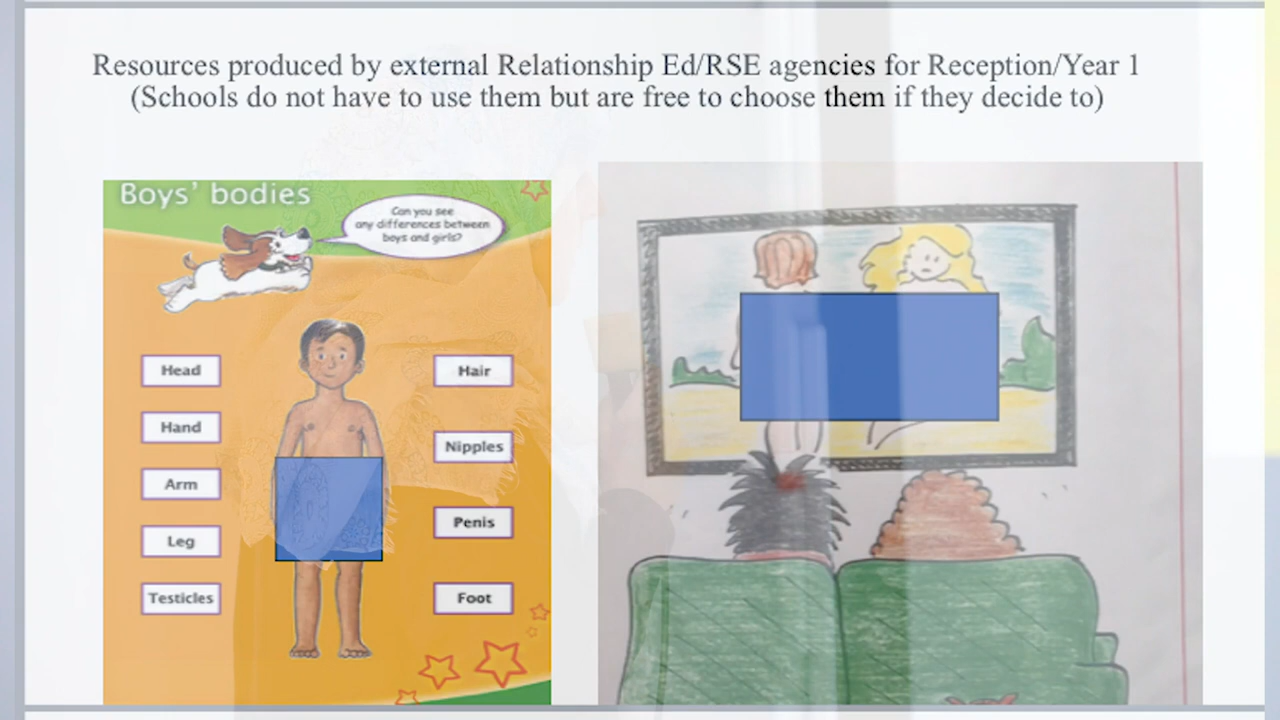 Resources produced by external Relationship Ed/RSE agencies for Reception/Year 1
(Schools do not have to use them but are free to choose them if they decide to)
Boys' bodies
Can you see
any differences between
boys and girls?
Head
Hand
Arm
Leg
Testicles
Hair
Nipples
Penis
Foot